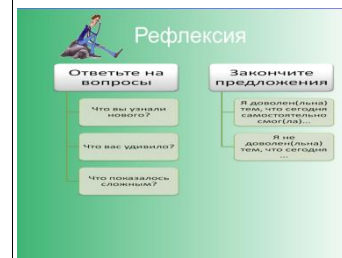 Рефлексия
Ответьте на
вопросы
Что вы узнали
нового?
Что вас удивило?
Что показалось
сложным?
Закончите
предложения
Я доволен(льна)
тем, что сегодня
самостоятельно
смог(ла)...
Я не
доволен(льна)
тем, что сегодня
...